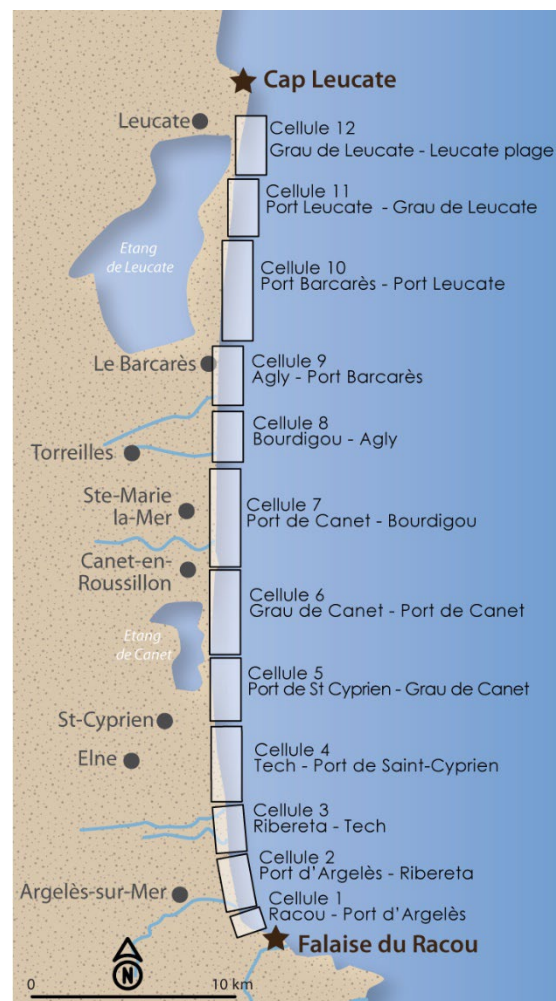 Cap Leucate
Leucate
Cellule 12
Grau de Leucate - Leucate plage
Cellule 11
Port Leucate - Grau de Leucate
Etang
de Leucate
Cellule 10
Port Barcarès - Port Leucate
Le Barcarès
Cellule 9
Agly - Port Barcarès
Cellule 8
Bourdigou - Agly
Torreilles
Ste-Marie
la-Mer
Cellule 7
Port de Canet - Bourdigou
Canet-en-
Roussillon
Cellule 6
Grau de Canet - Port de Canet
Etang
de Canet
Cellule 5
Port de St Cyprien - Grau de Canet
St-Cyprien
Elne
Cellule 4
Tech - Port de Saint-Cyprien
Cellule 3
Ribereta - Tech
Cellule 2
Port d'Argelès - Ribereta
Argelès-sur-Mer
Cellule 1
Racou - Port d'Argelès
Falaise du Racou
N
0 10 km